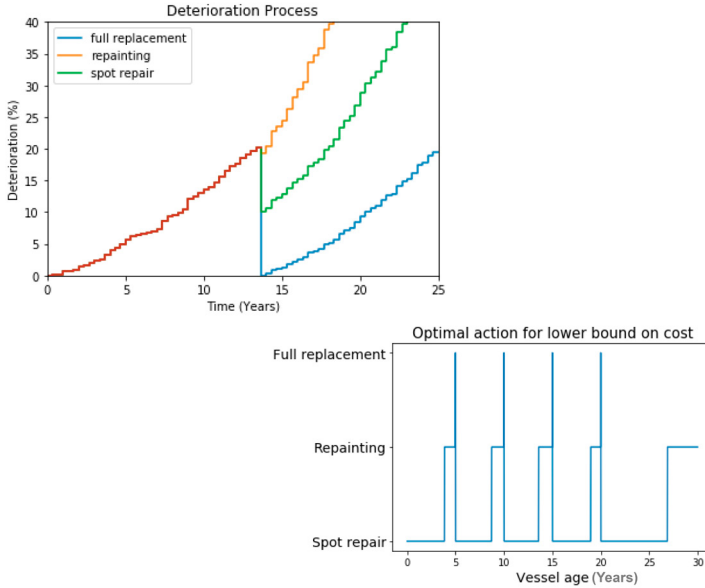 Deterioration Process
40
35
30
25
20
15
10
5
0
Deterioration (%)
full replacement
repainting
spot repair
0 5 10 15 20 25
Time (Years)
Optimal action for lower bound on cost
Full replacement
Repainting
Spot repair
0 5 10 15 20 25 30
Vessel age (Years)